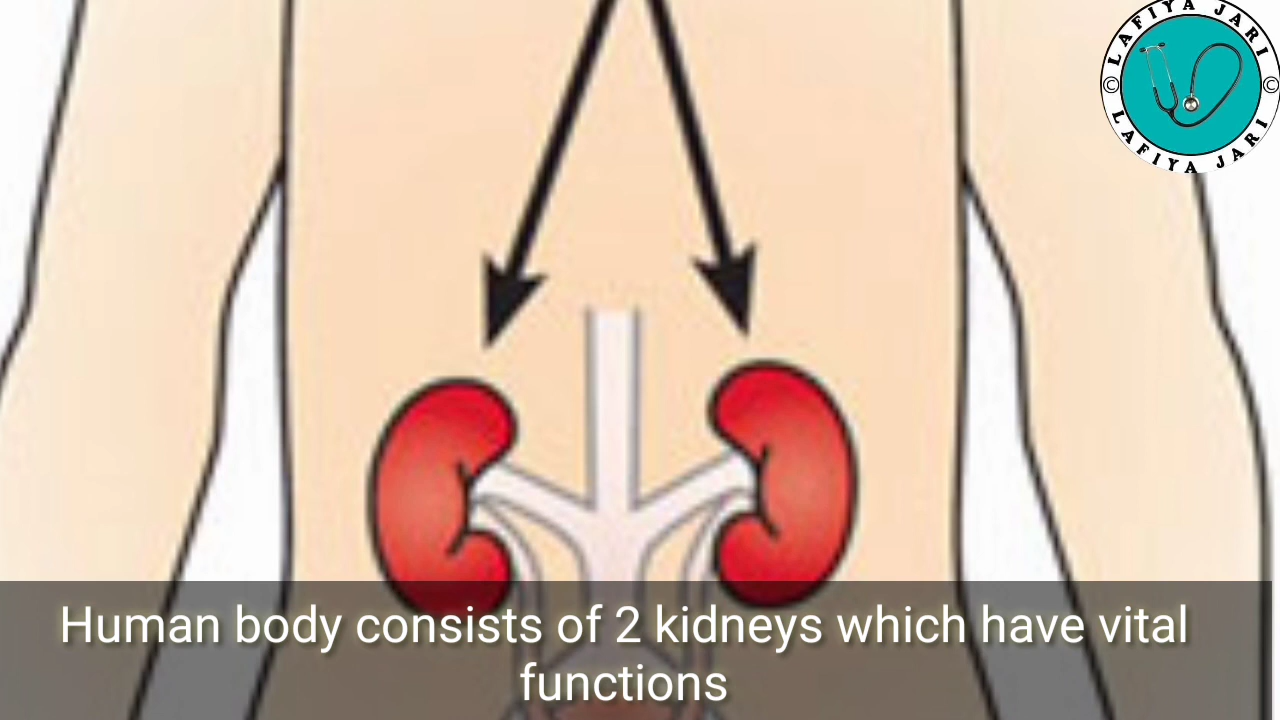 LAFIYA JARI
© ©
LAFIYA JARI
Human body consists of 2 kidneys which have vital
functions